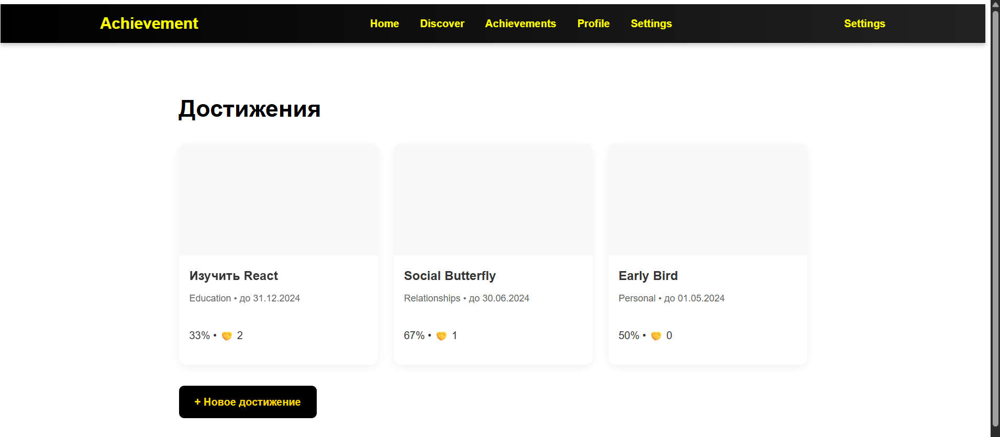 Achievement Home Discover Achievements Profile Settings Settings
Достижения
Изучить React
Education • до 31.12.2024
33% • 🤝 2
Social Butterfly
Relationships • до 30.06.2024
67% • 🤝 1
Early Bird
Personal • до 01.05.2024
50% • 🤝 0
+ Новое достижение